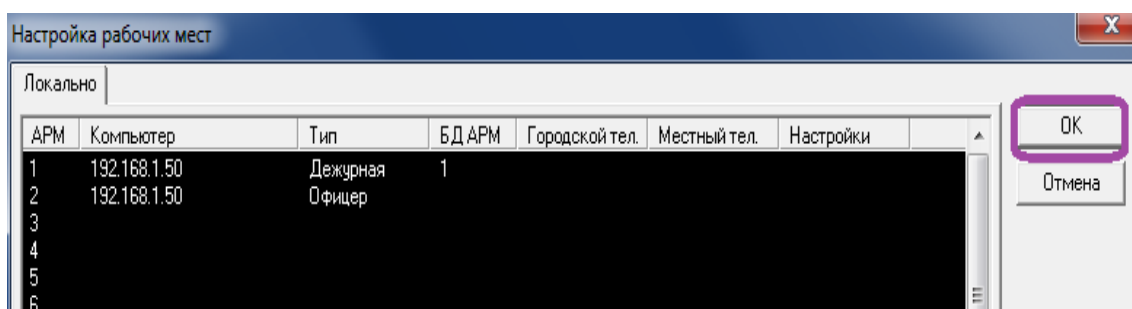 Настройка рабочих мест
Локально
АРМ Компьютер Тип БД АРМ Городской тел. Местный тел. Настройки
1 192.168.1.50 Дежурная 1
2 192.168.1.50 Офицер
3
4
5
6
OK
Отмена